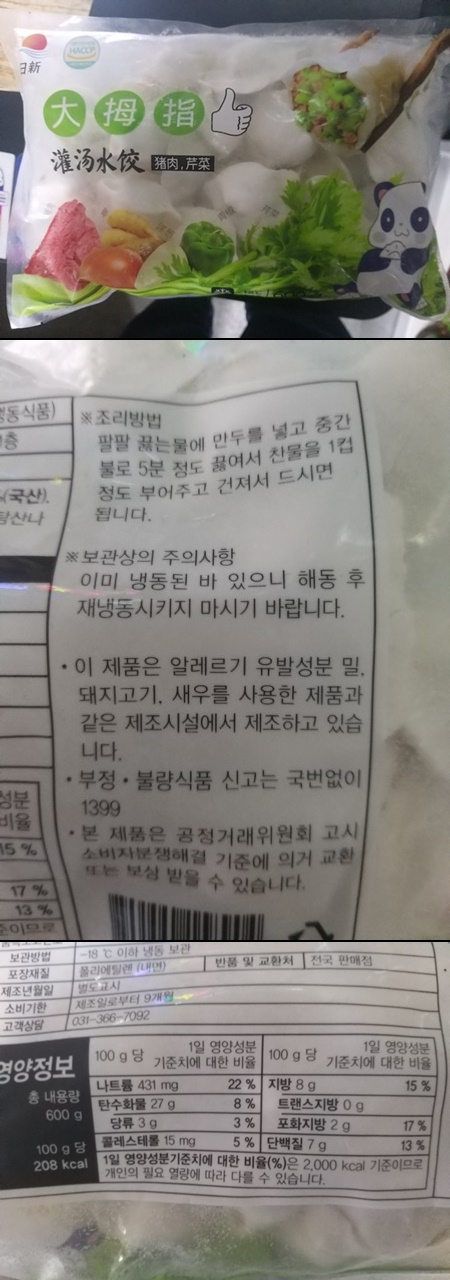 日新
HACCP
大拇指
灌汤水饺 猪肉,芹菜
냉동식품)
층
(국산),
탕산나
※조리방법
팔팔 끓는물에 만두를 넣고 중간
불로 5분 정도 끓여서 찬물을 1컵
정도 부어주고 건져서 드시면
됩니다.
※보관상의 주의사항
이미 냉동된 바 있으니 해동 후
재냉동시키지 마시기 바랍니다.
• 이 제품은 알레르기 유발성분 밀,
돼지고기, 새우를 사용한 제품과
같은 제조시설에서 제조하고 있습
니다.
• 부정•불량식품 신고는 국번없이
1399
• 본 제품은 공정거래위원회 고시
소비자분쟁해결 기준에 의거 교환
또는 보상 받을 수 있습니다.
성분
비율
15 %
17 %
13 %
준이므로
보관방법 -18 ℃ 이하 냉동 보관
포장재질 폴리에틸렌 (내면) 반품 및 교환처 전국 판매점
제조년월일 별도표시
소비기한 제조일로부터 9개월
고객상담 031-366-7092
영양정보
총 내용량
600 g
100 g 당
208 kcal
100 g 당 1일 영양성분 기준치에 대한 비율 100 g 당 1일 영양성분 기준치에 대한 비율
나트륨 431 mg 22 % 지방 8 g 15 %
탄수화물 27 g 8 % 트랜스지방 0 g
당류 3 g 3 % 포화지방 2 g 17 %
콜레스테롤 15 mg 5 % 단백질 7 g 13 %
1일 영양성분기준치에 대한 비율(%)은 2,000 kcal 기준이므로
개인의 필요 열량에 따라 다를 수 있습니다.